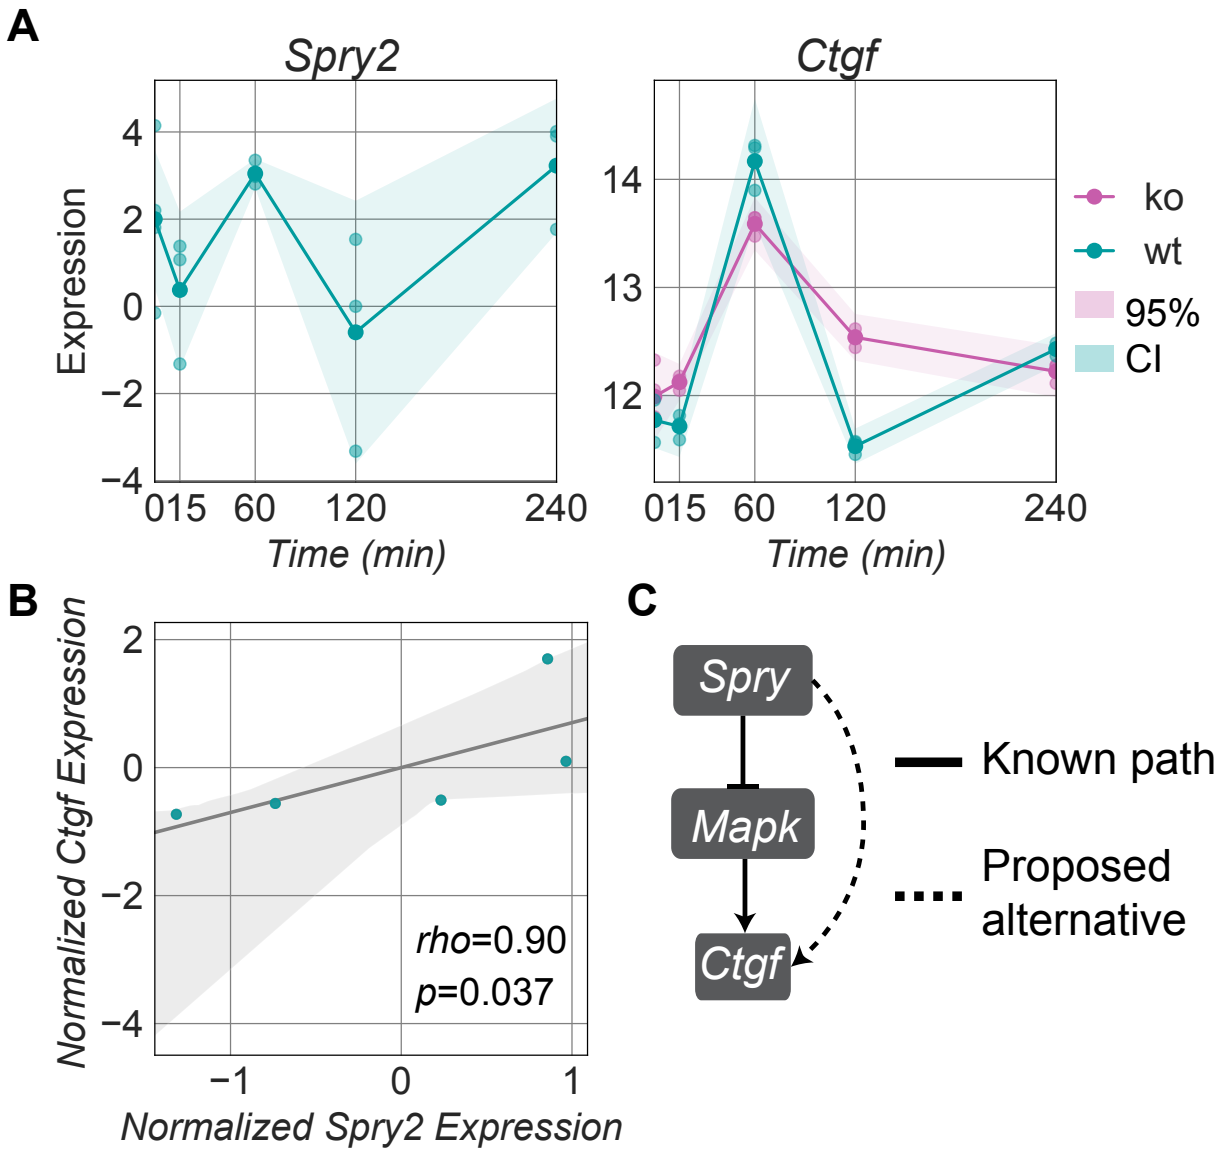 A
Spry2
Ctgf
Expression
4
2
0
−2
−4
015 60 120 240
Time (min)
14
13
12
015 60 120 240
Time (min)
ko
wt
95%
CI
B
Normalized Ctgf Expression
2
0
−2
−4
rho=0.90
p=0.037
−1 0 1
Normalized Spry2 Expression
C
Spry
Mapk
Ctgf
Known path
Proposed
alternative